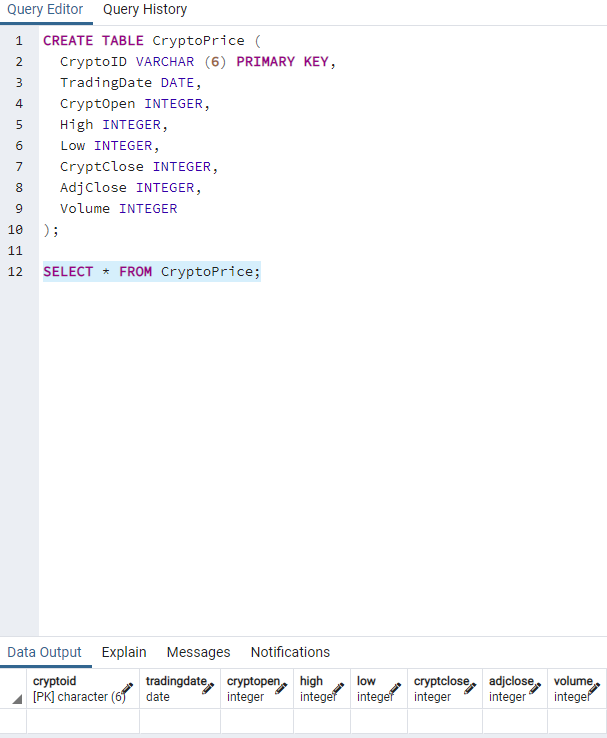 Query Editor Query History
1 CREATE TABLE CryptoPrice (
2 CryptoID VARCHAR (6) PRIMARY KEY,
3 TradingDate DATE,
4 CryptOpen INTEGER,
5 High INTEGER,
6 Low INTEGER,
7 CryptClose INTEGER,
8 AdjClose INTEGER,
9 Volume INTEGER
10 );
11
12 SELECT * FROM CryptoPrice;
Data Output Explain Messages Notifications
cryptoid tradingdate cryptopen high low cryptclose adjclose volume
[PK] character (6) date integer integer integer integer integer integer